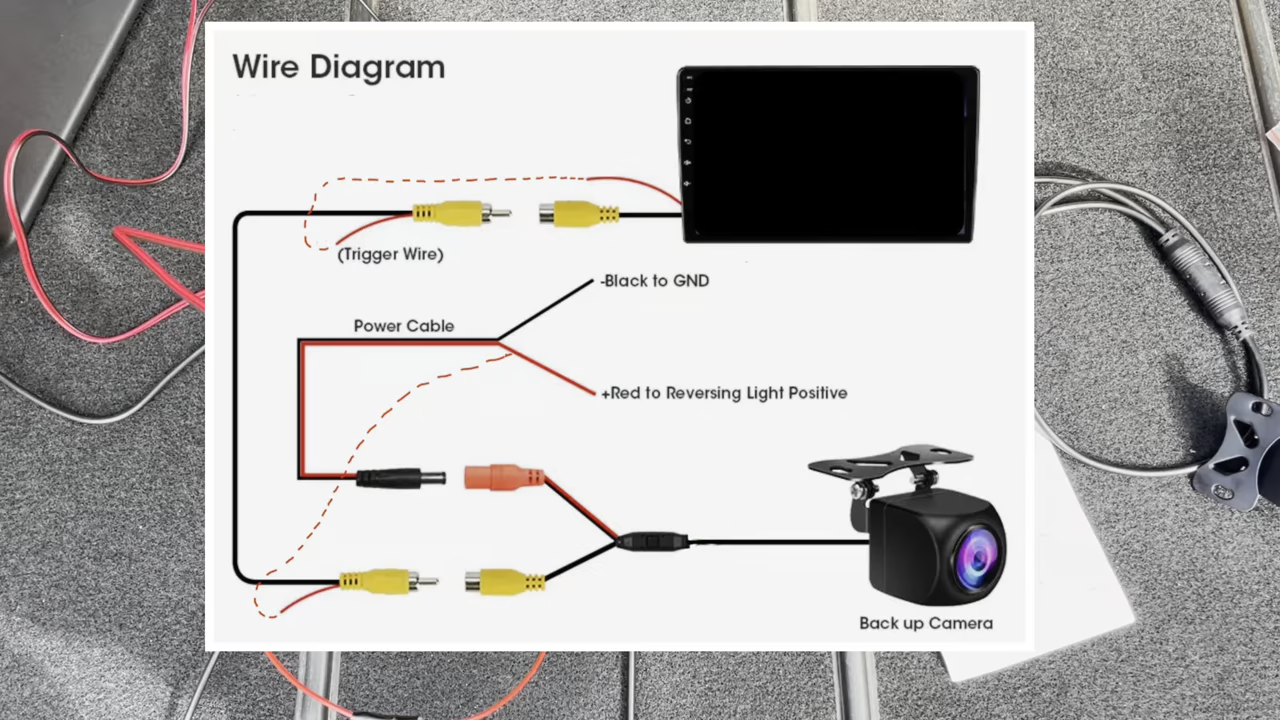 Wire Diagram
(Trigger Wire)
-Black to GND
Power Cable
+Red to Reversing Light Positive
Back up Camera